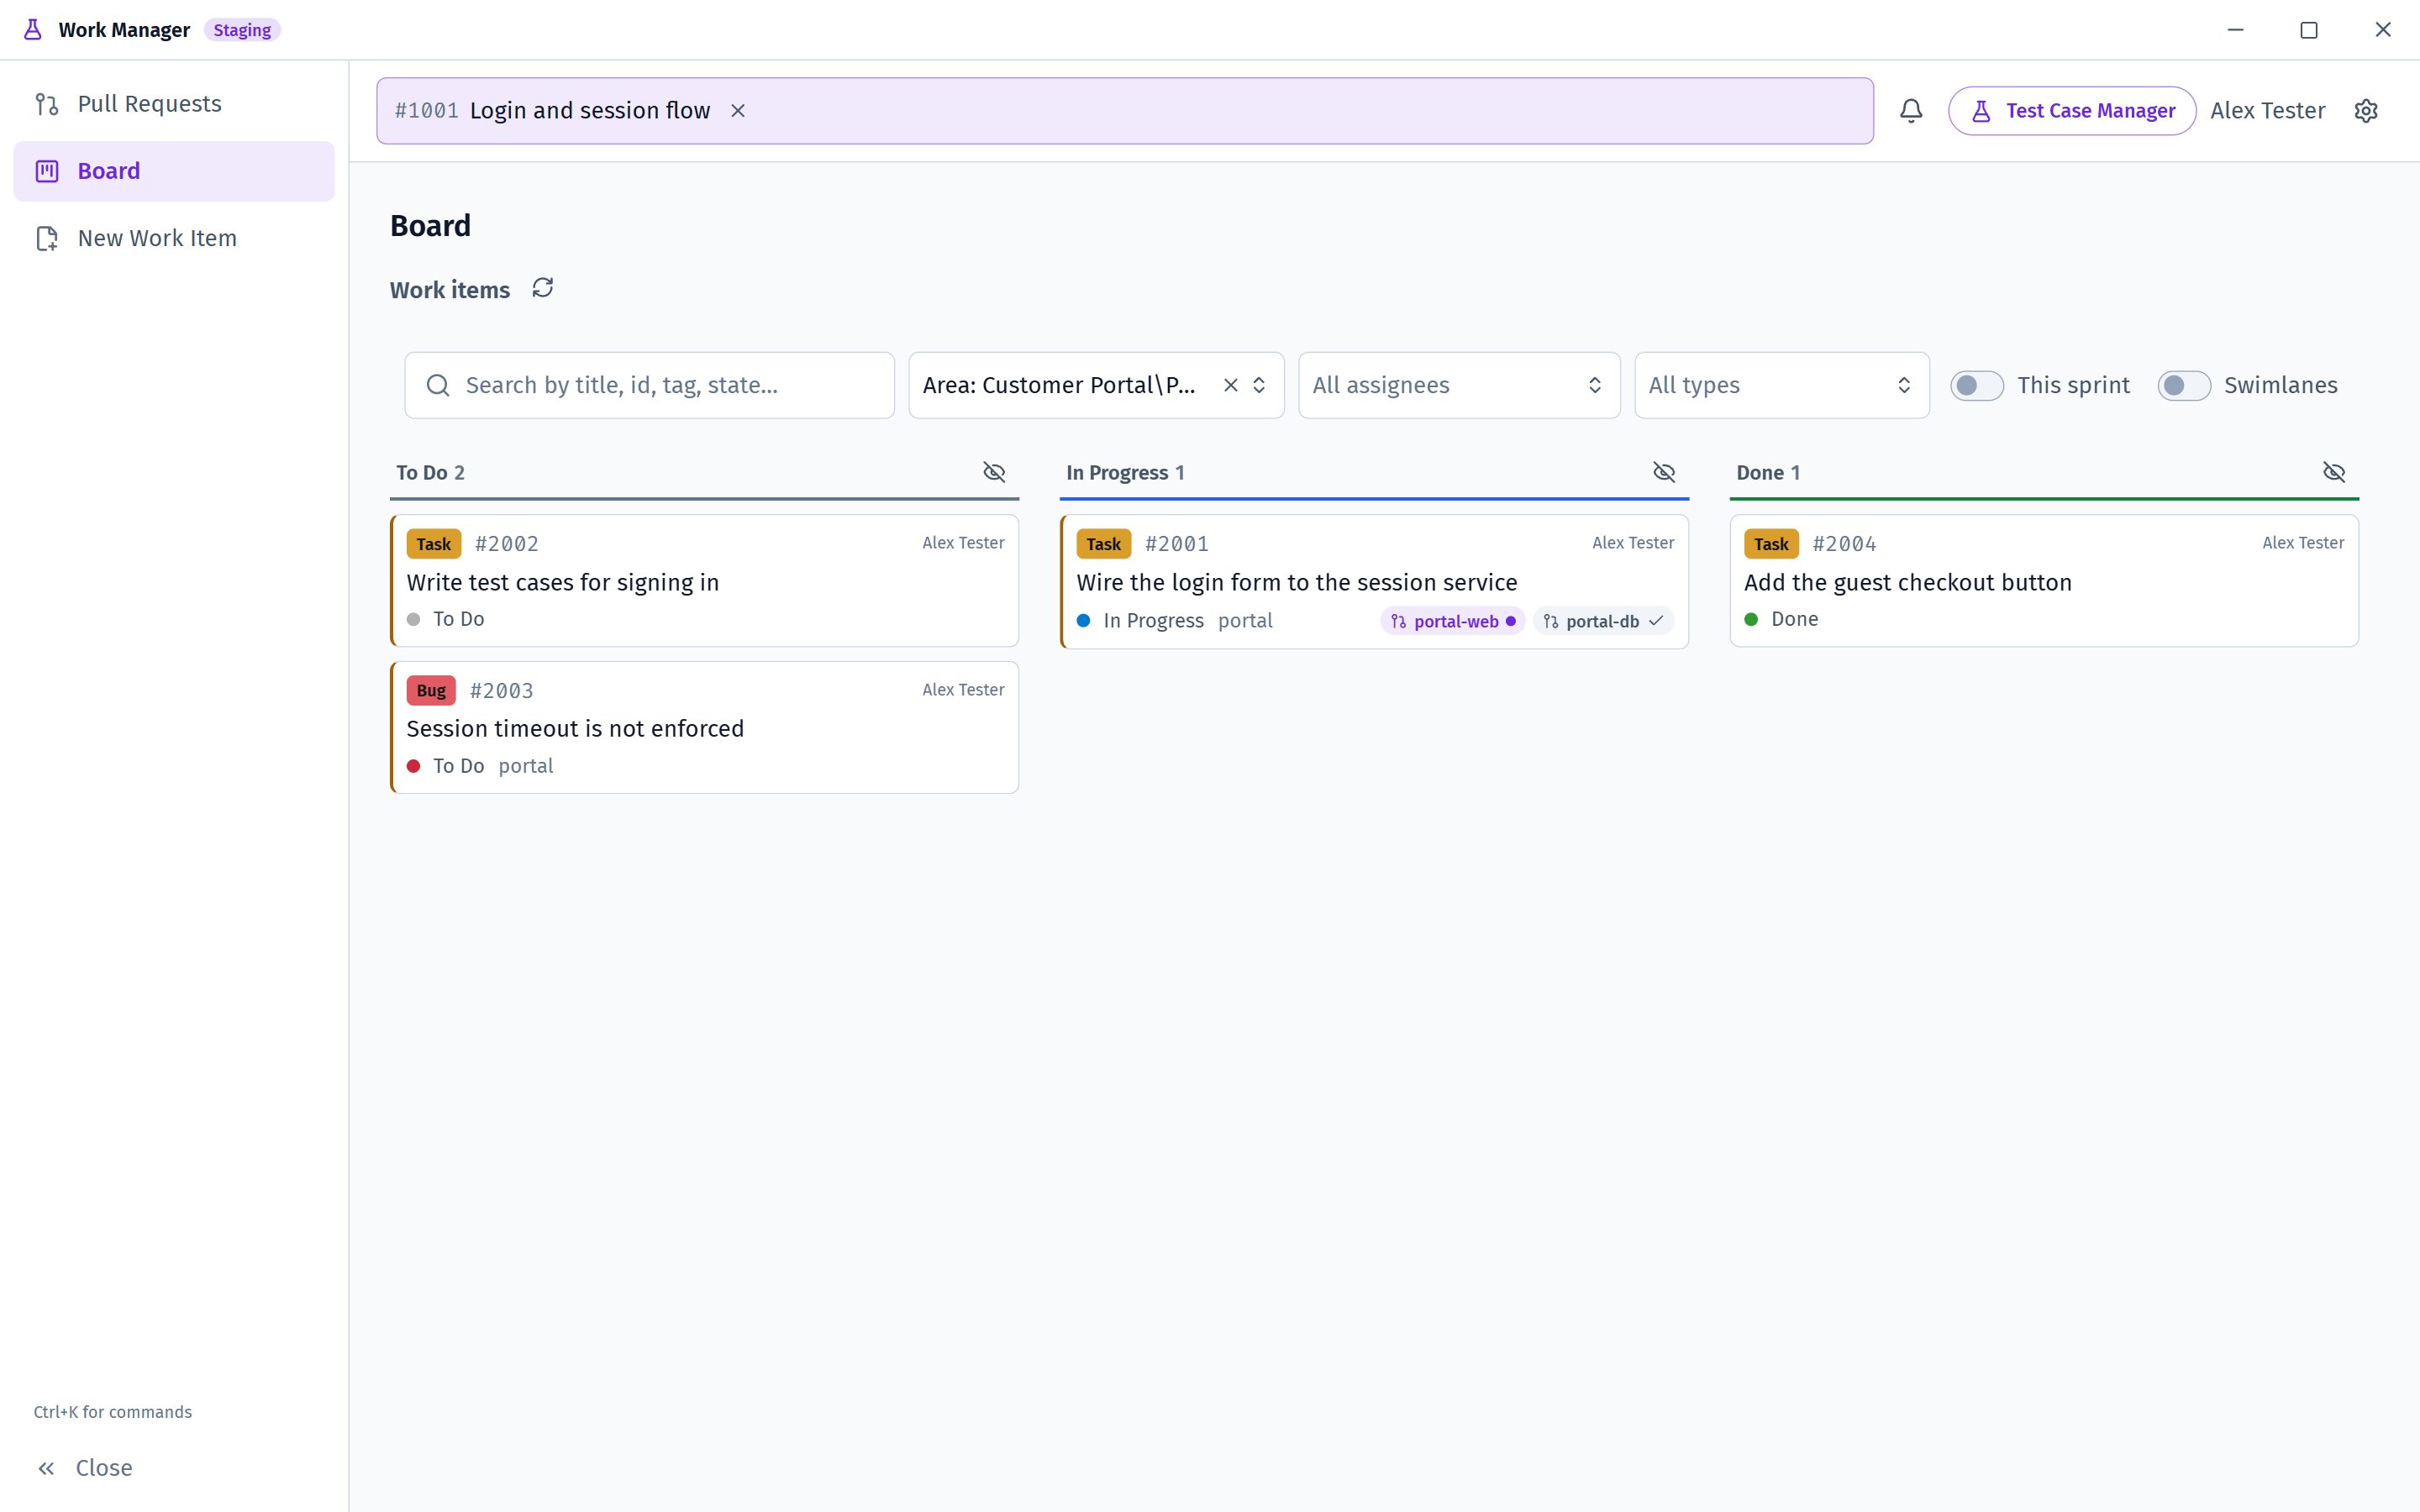 Work Manager Staging
Pull Requests
Board
New Work Item
Ctrl+K for commands
Close
#1001 Login and session flow
Test Case Manager
Alex Tester
Board
Work items
Search by title, id, tag, state...
Area: Customer Portal\P...
All assignees
All types
This sprint
Swimlanes
To Do 2
Task #2002 Alex Tester
Write test cases for signing in
To Do
Bug #2003 Alex Tester
Session timeout is not enforced
To Do portal
In Progress 1
Task #2001 Alex Tester
Wire the login form to the session service
In Progress portal portal-web portal-db
Done 1
Task #2004 Alex Tester
Add the guest checkout button
Done